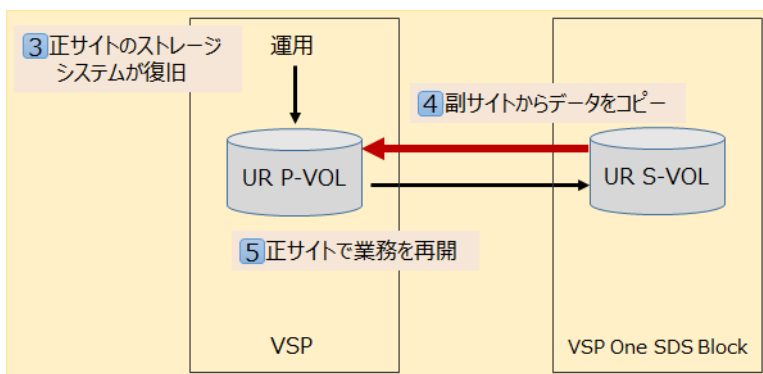 3 正サイトのストレージ
システムが復旧
運用
4 副サイトからデータをコピー
UR P-VOL
UR S-VOL
5 正サイトで業務を再開
VSP
VSP One SDS Block